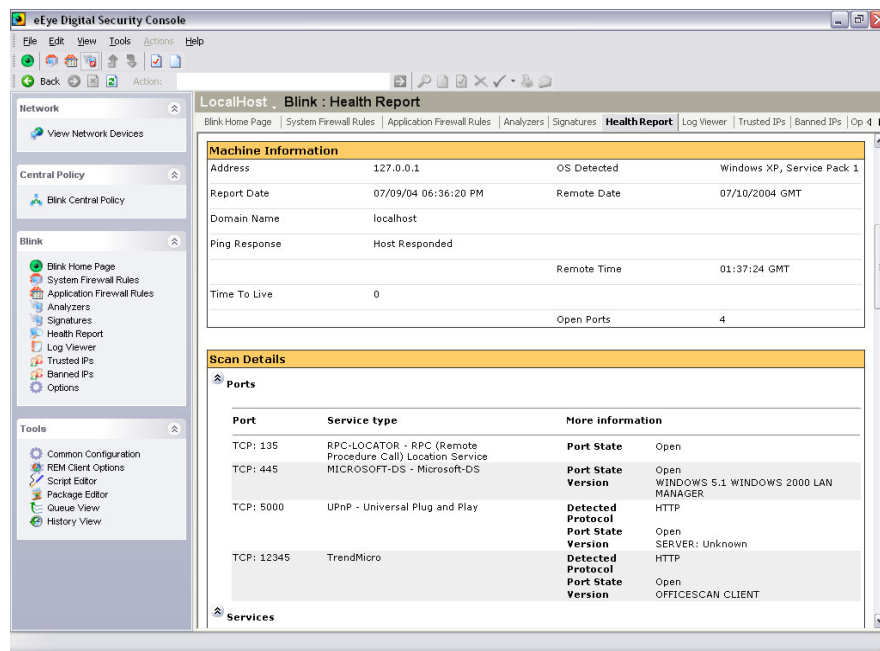 eEye Digital Security Console
File Edit View Tools Actions Help
Back Action:
Network
View Network Devices
Central Policy
Blink Central Policy
Blink
Blink Home Page
System Firewall Rules
Application Firewall Rules
Analyzers
Signatures
Health Report
Log Viewer
Trusted IPs
Banned IPs
Options
Tools
Common Configuration
REM Client Options
Script Editor
Package Editor
Queue View
History View
LocalHost Blink : Health Report
Blink Home Page System Firewall Rules Application Firewall Rules Analyzers Signatures Health Report Log Viewer Trusted IPs Banned IPs Op
Machine Information
Address 127.0.0.1 OS Detected Windows XP, Service Pack 1
Report Date 07/09/04 06:36:20 PM Remote Date 07/10/2004 GMT
Domain Name localhost
Ping Response Host Responded
Remote Time 01:37:24 GMT
Time To Live 0
Open Ports 4
Scan Details
Ports
Port Service type More information
TCP: 135 RPC-LOCATOR - RPC (Remote Port State Open
Procedure Call) Location Service
TCP: 445 MICROSOFT-DS - Microsoft-DS Port State Open
Version WINDOWS 5.1 WINDOWS 2000 LAN
MANAGER
TCP: 5000 UPnP - Universal Plug and Play Detected HTTP
Protocol
Port State Open
Version SERVER: Unknown
TCP: 12345 TrendMicro Detected HTTP
Protocol
Port State Open
Version OFFICESCAN CLIENT
Services